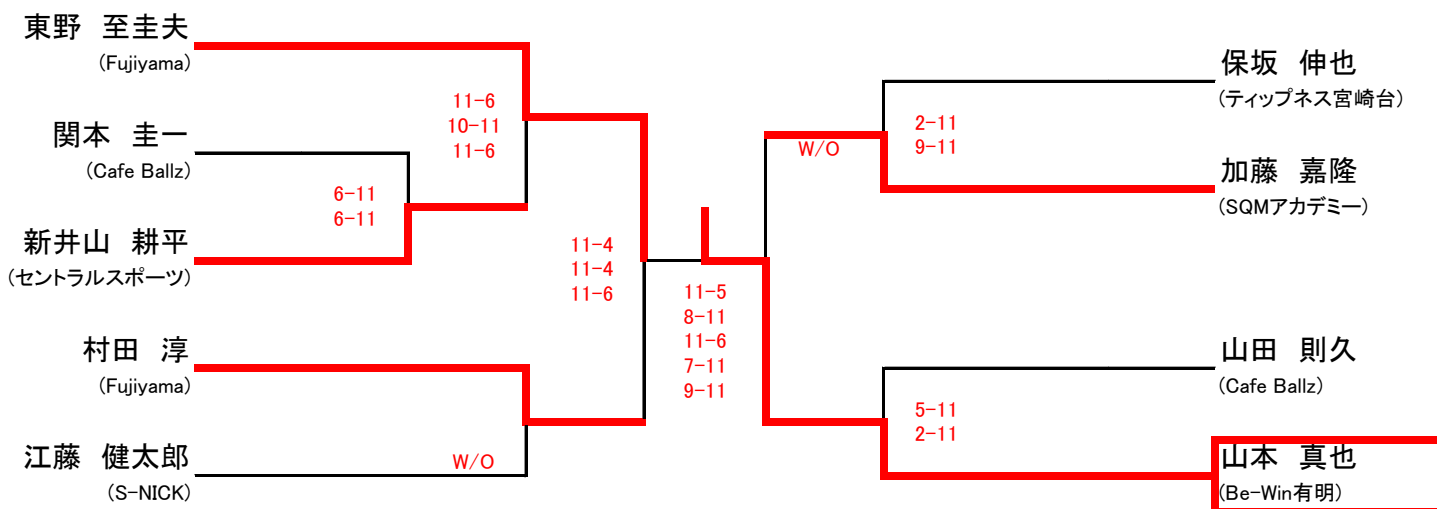 東野　至圭夫
(Fujiyama)
関本　圭一
(Cafe Ballz)
新井山　耕平
(セントラルスポーツ)
村田　淳
(Fujiyama)
江藤　健太郎
(S-NICK)
11-6
10-11
11-6
6-11
6-11
W/O
11-4
11-4
11-6
11-5
8-11
11-6
7-11
9-11
W/O
2-11
9-11
5-11
2-11
保坂　伸也
(ティップネス宮崎台)
加藤　嘉隆
(SQMアカデミー)
山田　則久
(Cafe Ballz)
山本　真也
(Be-Win有明)